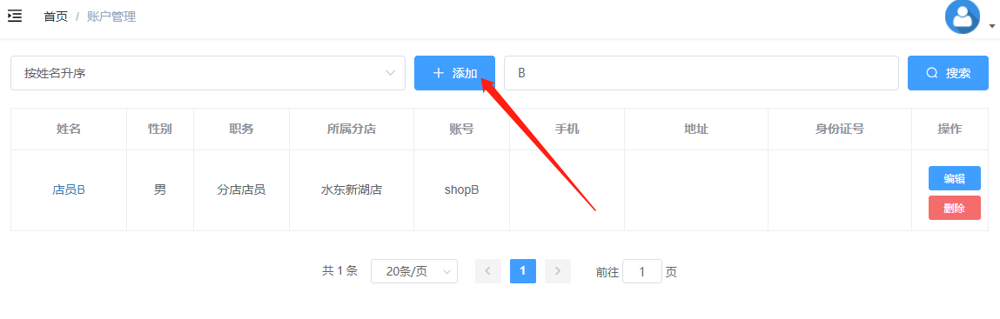 首页 / 账户管理
按姓名升序 添加 B 搜索
姓名 性别 职务 所属分店 账号 手机 地址 身份证号 操作
店员B 男 分店店员 水东新湖店 shopB 编辑
删除
共 1 条 20条/页 1 前往 1 页